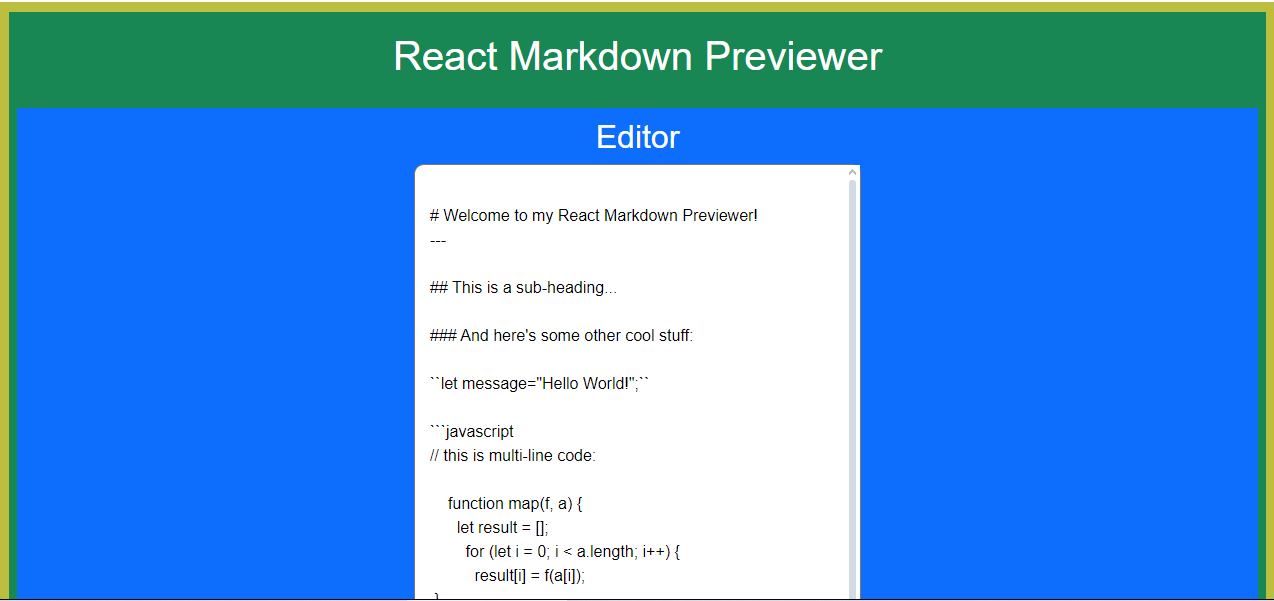 React Markdown Previewer
Editor
# Welcome to my React Markdown Previewer!
---
## This is a sub-heading...
### And here's some other cool stuff:
``let message="Hello World!";``
```javascript
// this is multi-line code:
function map(f, a) {
let result = [];
for (let i = 0; i < a.length; i++) {
result[i] = f(a[i]);
}